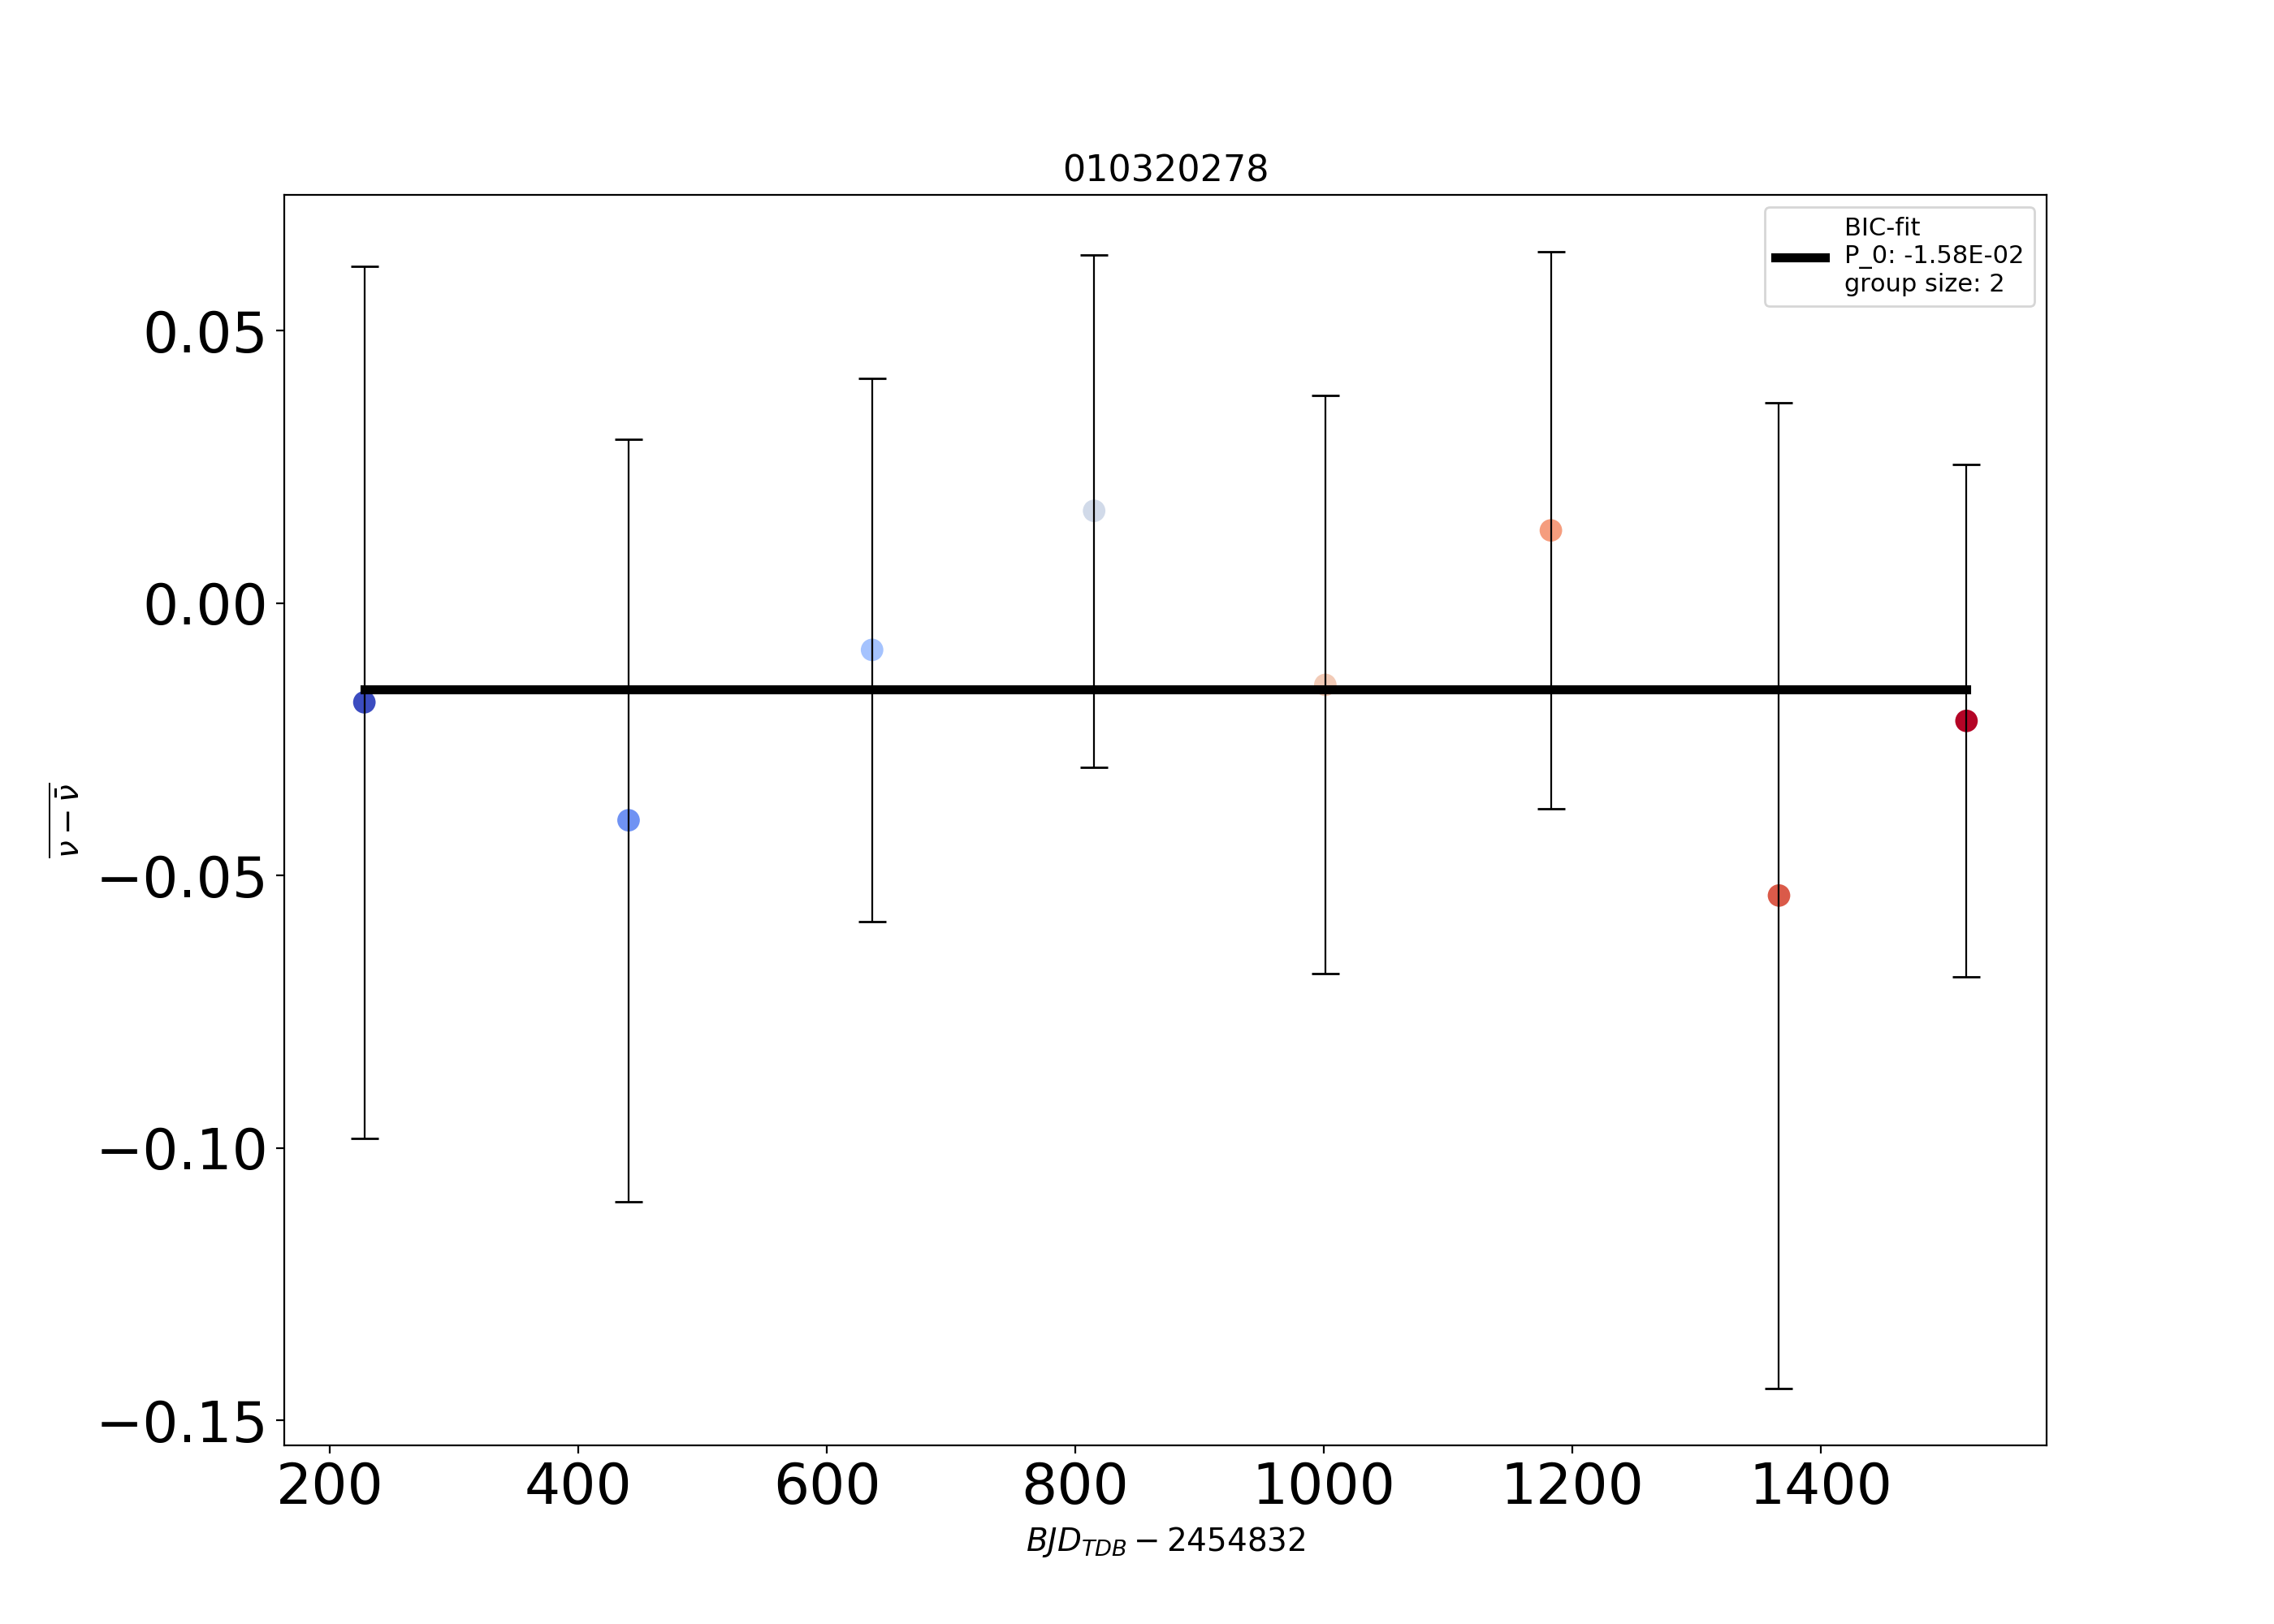 010320278
BIC-fit
P_0: -1.58E-02
group size: 2
0.05
0.00
−0.05
−0.10
−0.15
ν − ν̄
200 400 600 800 1000 1200 1400
BJD_TDB − 2454832